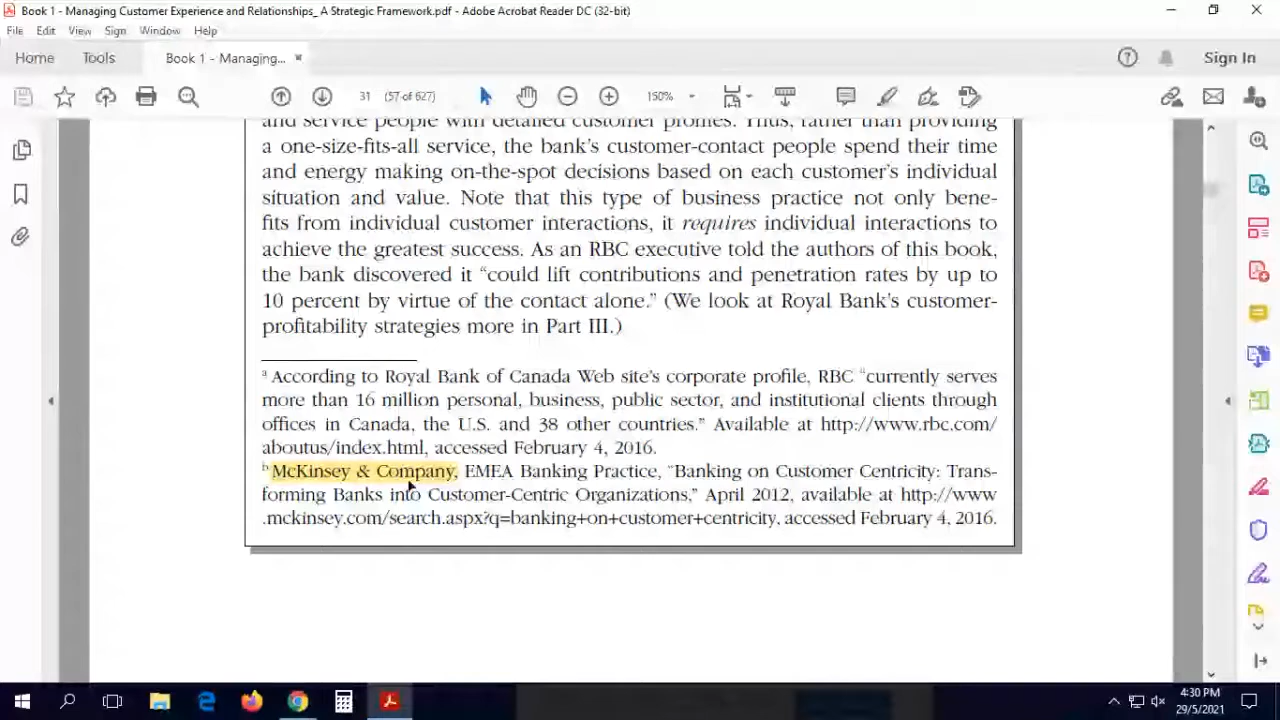 Book 1 - Managing Customer Experience and Relationships_ A Strategic Framework.pdf - Adobe Acrobat Reader DC (32-bit)
File Edit View Sign Window Help
Home Tools Book 1 - Managing... × Sign In
31 (57 of 627) 150%
and service people with detailed customer profiles. Thus, rather than providing
a one-size-fits-all service, the bank's customer-contact people spend their time
and energy making on-the-spot decisions based on each customer's individual
situation and value. Note that this type of business practice not only bene-
fits from individual customer interactions, it requires individual interactions to
achieve the greatest success. As an RBC executive told the authors of this book,
the bank discovered it “could lift contributions and penetration rates by up to
10 percent by virtue of the contact alone.” (We look at Royal Bank's customer-
profitability strategies more in Part III.)
a According to Royal Bank of Canada Web site's corporate profile, RBC “currently serves
more than 16 million personal, business, public sector, and institutional clients through
offices in Canada, the U.S. and 38 other countries.” Available at http://www.rbc.com/
aboutus/index.html, accessed February 4, 2016.
b McKinsey & Company, EMEA Banking Practice, “Banking on Customer Centricity: Trans-
forming Banks into Customer-Centric Organizations,” April 2012, available at http://www
.mckinsey.com/search.aspx?q=banking+on+customer+centricity, accessed February 4, 2016.
4:30 PM
29/5/2021